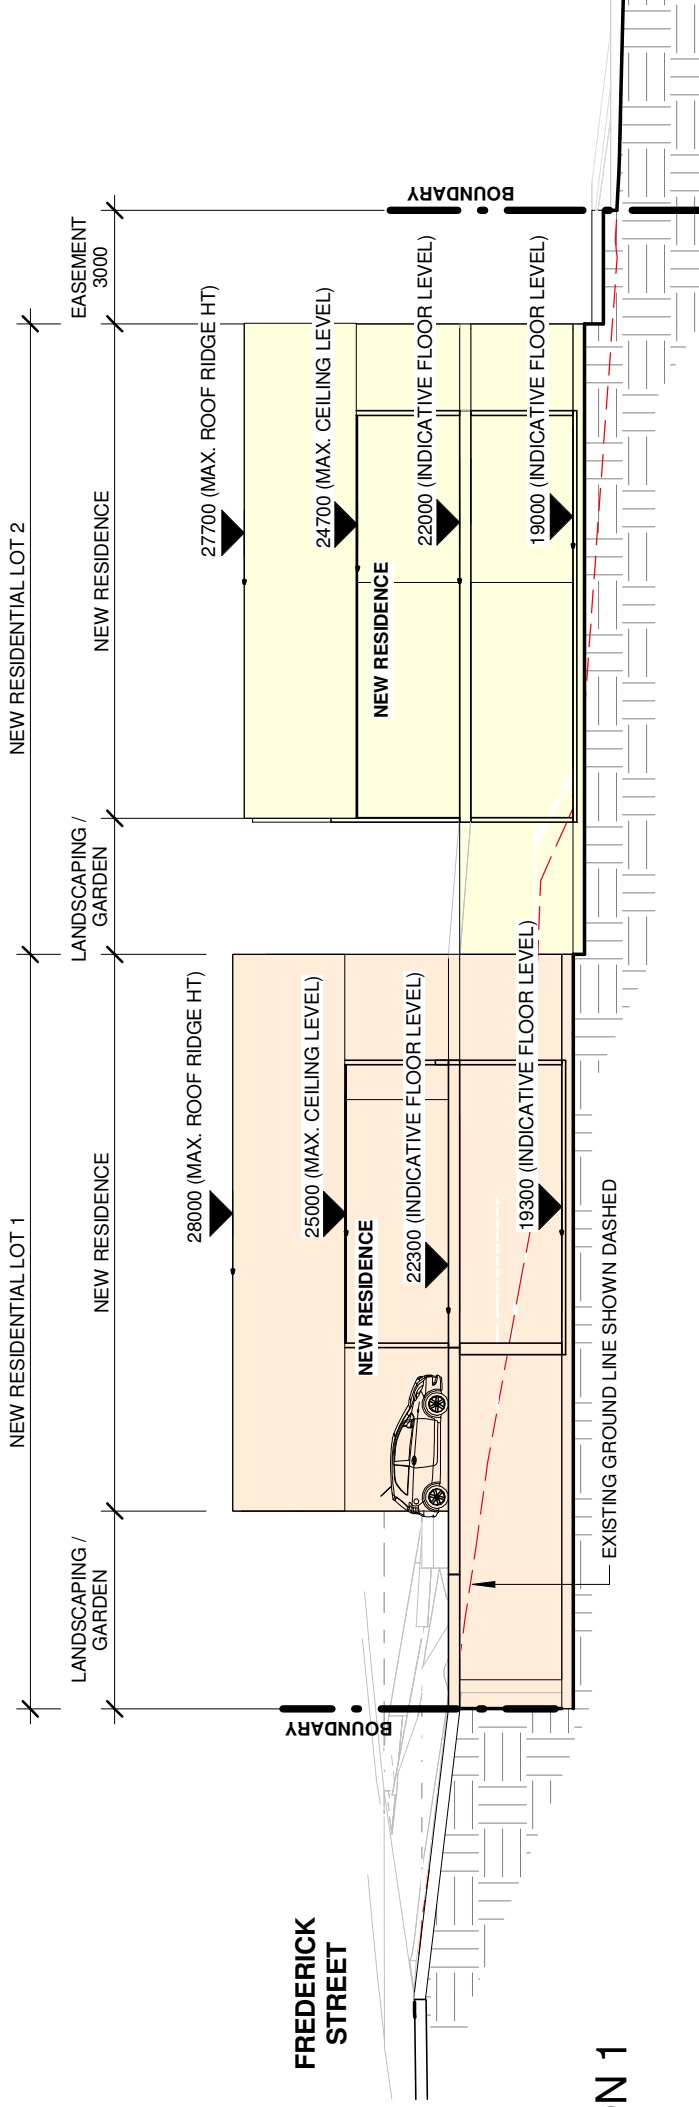 NEW RESIDENTIAL LOT 1
NEW RESIDENTIAL LOT 2
LANDSCAPING /
GARDEN
NEW RESIDENCE
LANDSCAPING /
GARDEN
NEW RESIDENCE
EASEMENT
3000
28000 (MAX. ROOF RIDGE HT)
25000 (MAX. CEILING LEVEL)
22300 (INDICATIVE FLOOR LEVEL)
19300 (INDICATIVE FLOOR LEVEL)
NEW RESIDENCE
27700 (MAX. ROOF RIDGE HT)
24700 (MAX. CEILING LEVEL)
22000 (INDICATIVE FLOOR LEVEL)
19000 (INDICATIVE FLOOR LEVEL)
NEW RESIDENCE
BOUNDARY
BOUNDARY
FREDERICK
STREET
EXISTING GROUND LINE SHOWN DASHED
ON 1